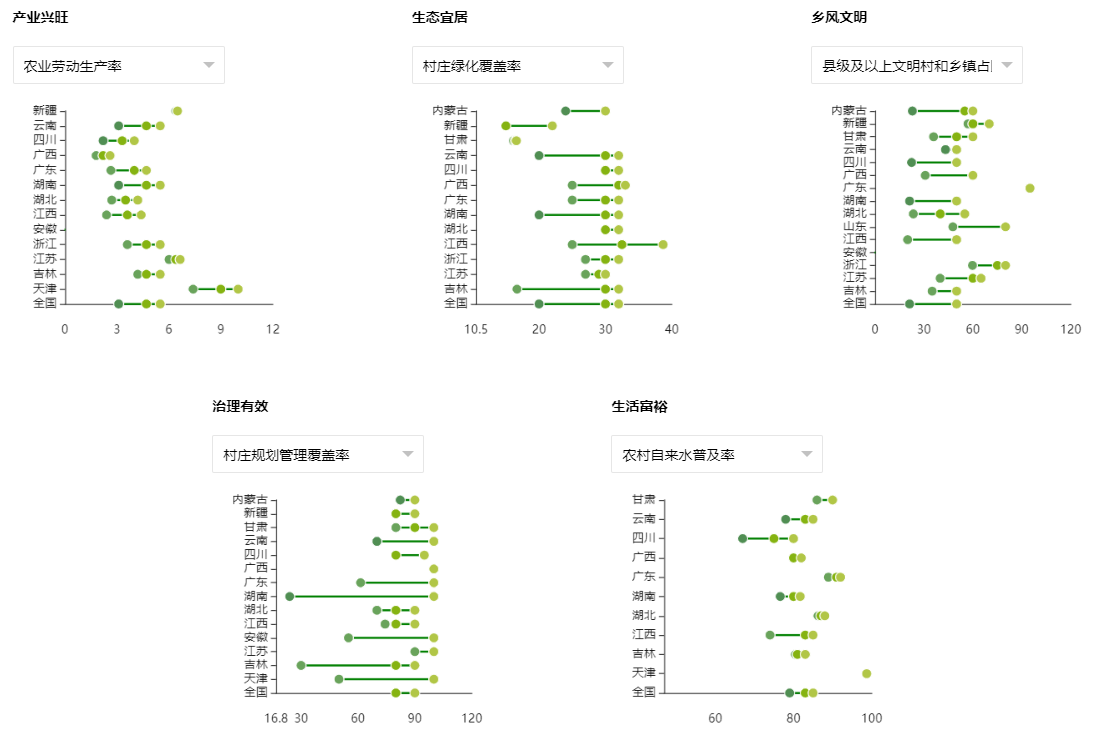 产业兴旺
农业劳动生产率
新疆
云南
四川
广西
广东
湖南
湖北
江西
安徽
浙江
江苏
吉林
天津
全国
0 3 6 9 12
生态宜居
村庄绿化覆盖率
内蒙古
新疆
甘肃
云南
四川
广西
广东
湖南
湖北
江西
江苏
吉林
全国
10.5 20 30 40
乡风文明
县级及以上文明村和乡镇占
内蒙古
新疆
甘肃
云南
四川
广西
广东
湖南
湖北
山东
江西
安徽
浙江
江苏
吉林
全国
0 30 60 90 120
治理有效
村庄规划管理覆盖率
内蒙古
新疆
甘肃
云南
四川
广西
广东
湖南
湖北
江西
安徽
江苏
吉林
天津
全国
16.8 30 60 90 120
生活富裕
农村自来水普及率
甘肃
云南
四川
广西
广东
湖南
湖北
江西
吉林
天津
全国
60 80 100